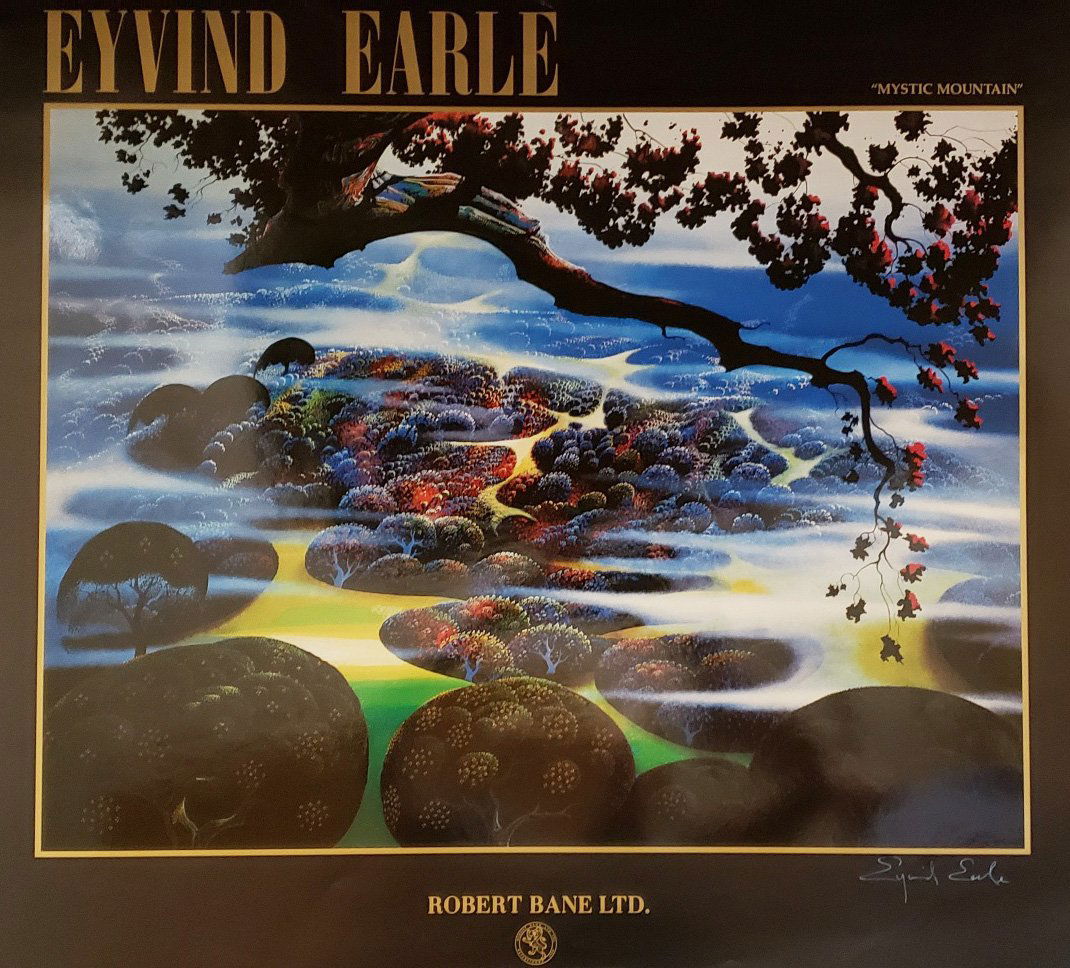 EYVIND EARLE
"MYSTIC MOUNTAIN"
Eyvind Earle
ROBERT BANE LTD.